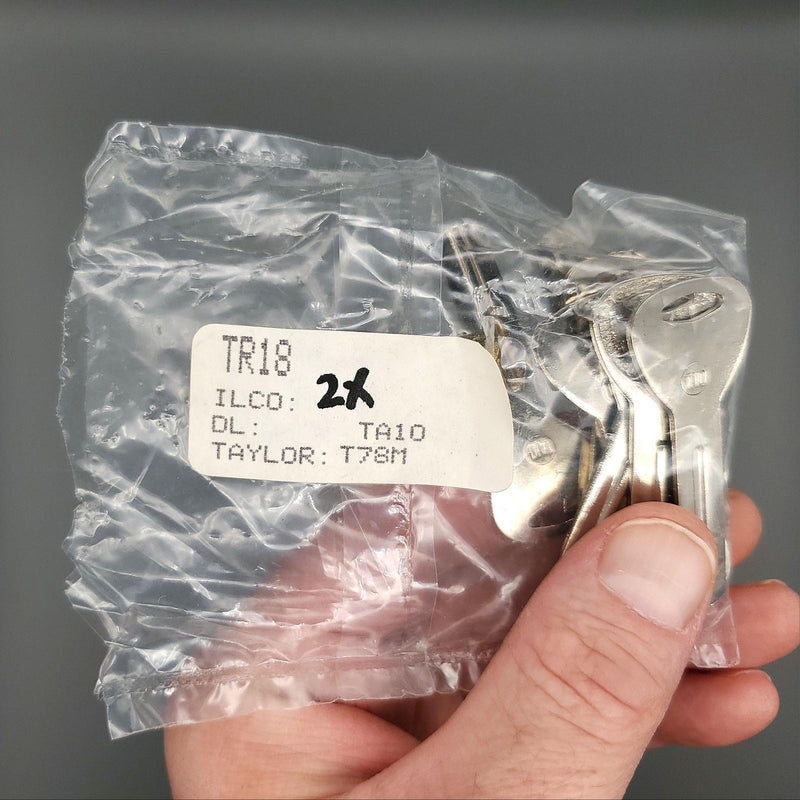 TR18
ILCO: 2X
DL: TA10
TAYLOR: T78M